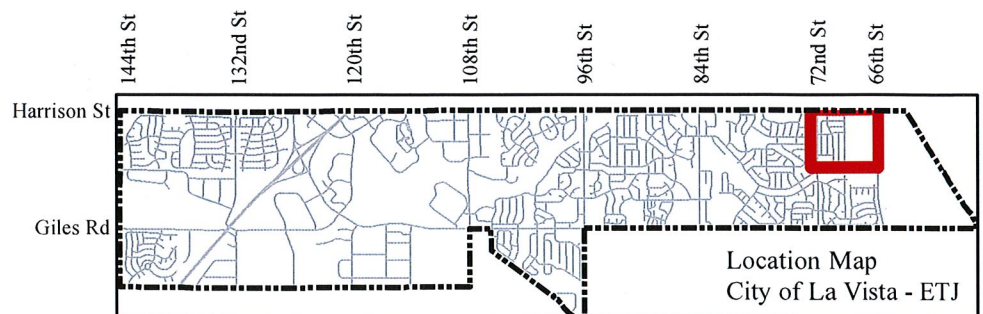 144th St
132nd St
120th St
108th St
96th St
84th St
72nd St
66th St
Harrison St
Giles Rd
Location Map
City of La Vista - ETJ